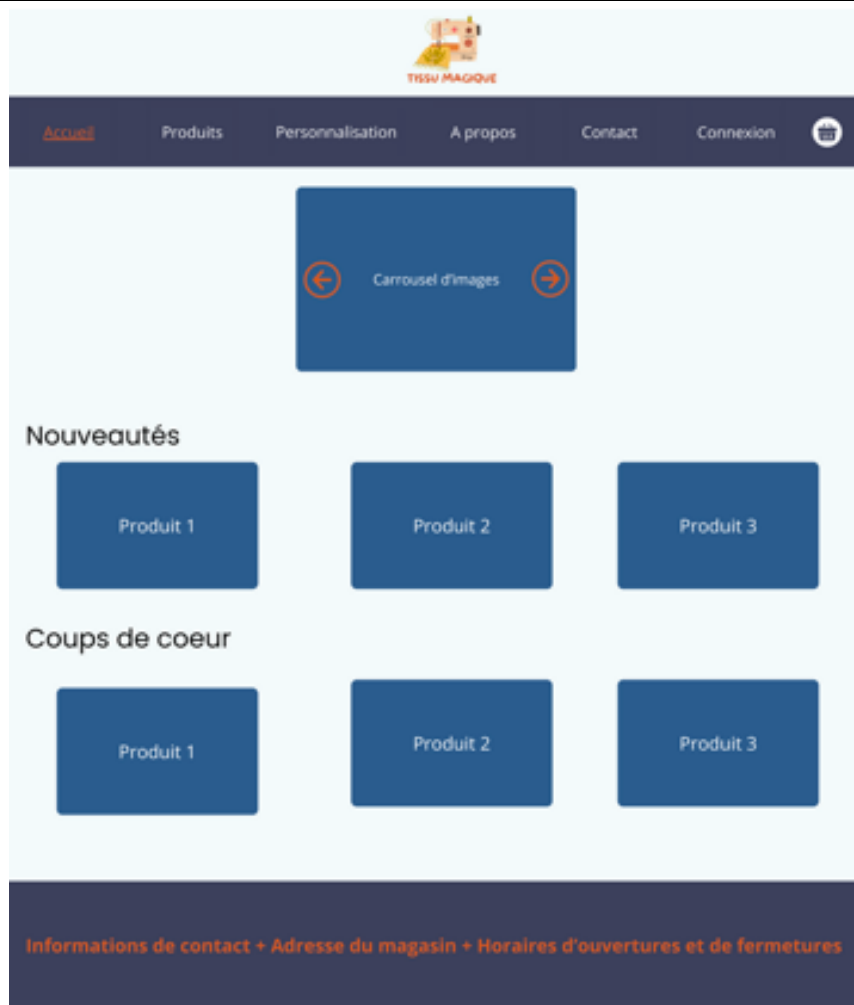 TISSU MAGIQUE
Accueil Produits Personnalisation A propos Contact Connexion
Carrousel d'images
Nouveautés
Produit 1 Produit 2 Produit 3
Coups de coeur
Produit 1 Produit 2 Produit 3
Informations de contact + Adresse du magasin + Horaires d'ouvertures et de fermetures